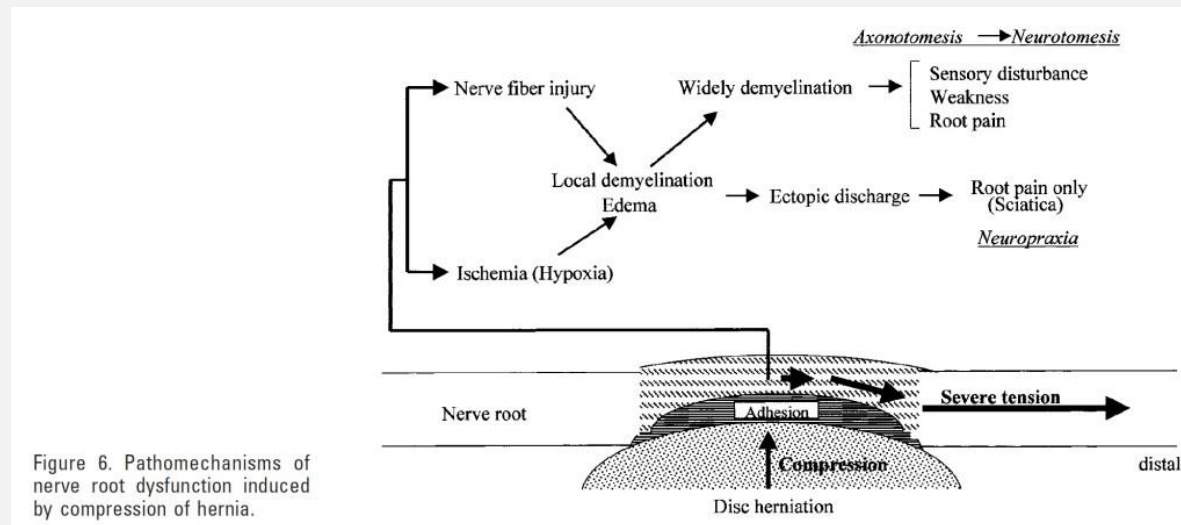 Axonotomesis → Neurotomesis
Nerve fiber injury
Widely demyelination
Sensory disturbance
Weakness
Root pain
Local demyelination
Edema
Ectopic discharge
Root pain only
(Sciatica)
Neuropraxia
Ischemia (Hypoxia)
Nerve root
Adhesion
Severe tension
Compression
distal
Disc herniation
Figure 6. Pathomechanisms of
nerve root dysfunction induced
by compression of hernia.